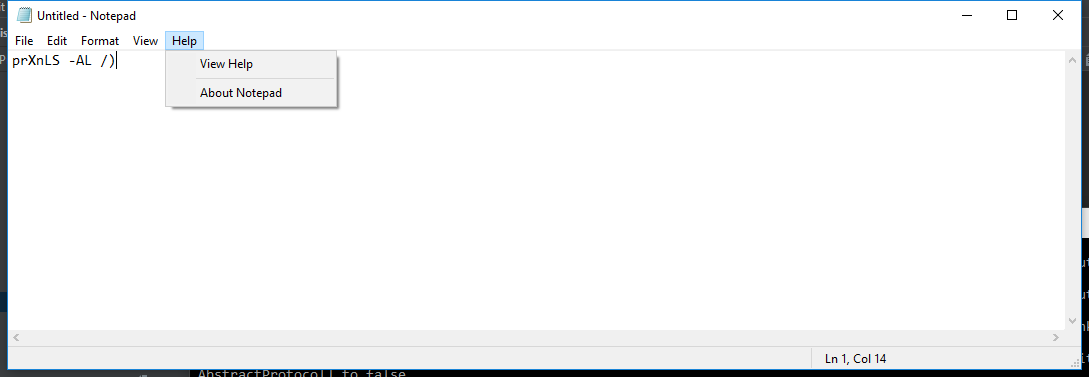 Untitled - Notepad
File Edit Format View Help
prXnLS -AL /)
View Help
About Notepad
Ln 1, Col 14
AbstractProtocol] to false